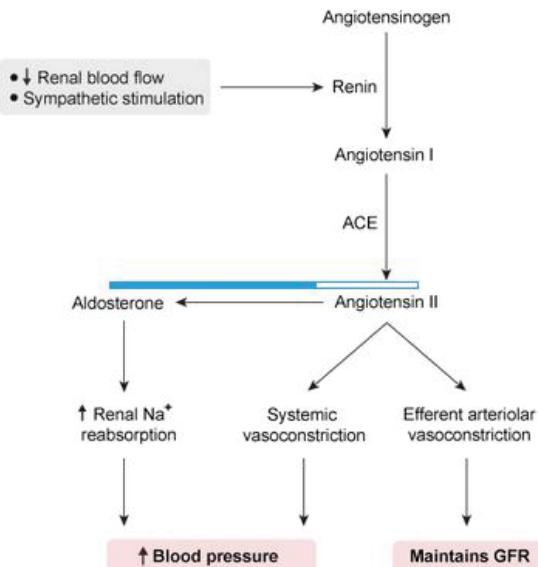 Angiotensinogen
• ↓ Renal blood flow
• Sympathetic stimulation
Renin
Angiotensin I
ACE
Aldosterone
Angiotensin II
↑ Renal Na⁺
reabsorption
Systemic
vasoconstriction
Efferent arteriolar
vasoconstriction
↑ Blood pressure
Maintains GFR